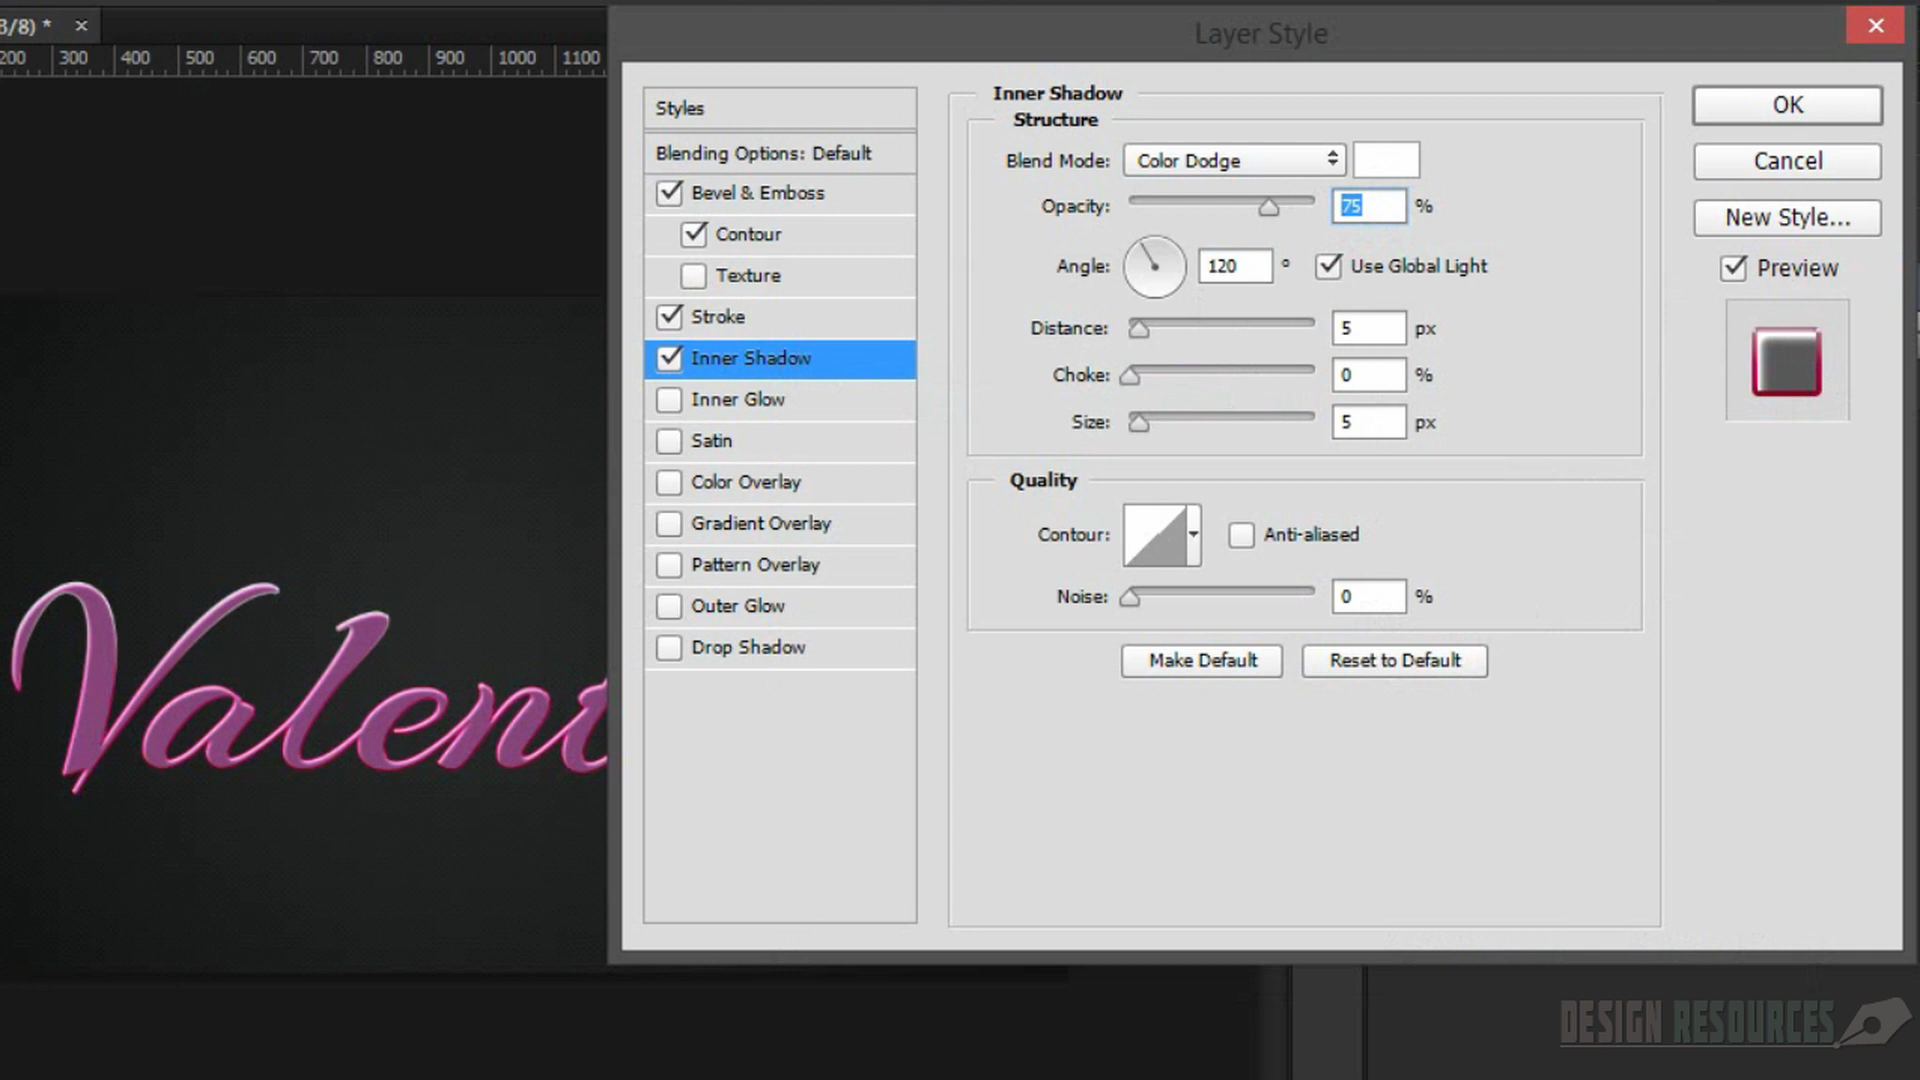 3/8) * ×
200 300 400 500 600 700 800 900 1000 1100
Layer Style
Styles
Blending Options: Default
Bevel & Emboss
Contour
Texture
Stroke
Inner Shadow
Inner Glow
Satin
Color Overlay
Gradient Overlay
Pattern Overlay
Outer Glow
Drop Shadow
Inner Shadow
Structure
Blend Mode: Color Dodge
Opacity: 75 %
Angle: 120 ° Use Global Light
Distance: 5 px
Choke: 0 %
Size: 5 px
Quality
Contour: Anti-aliased
Noise: 0 %
Make Default Reset to Default
OK
Cancel
New Style...
Preview
Valent
DESIGN RESOURCES